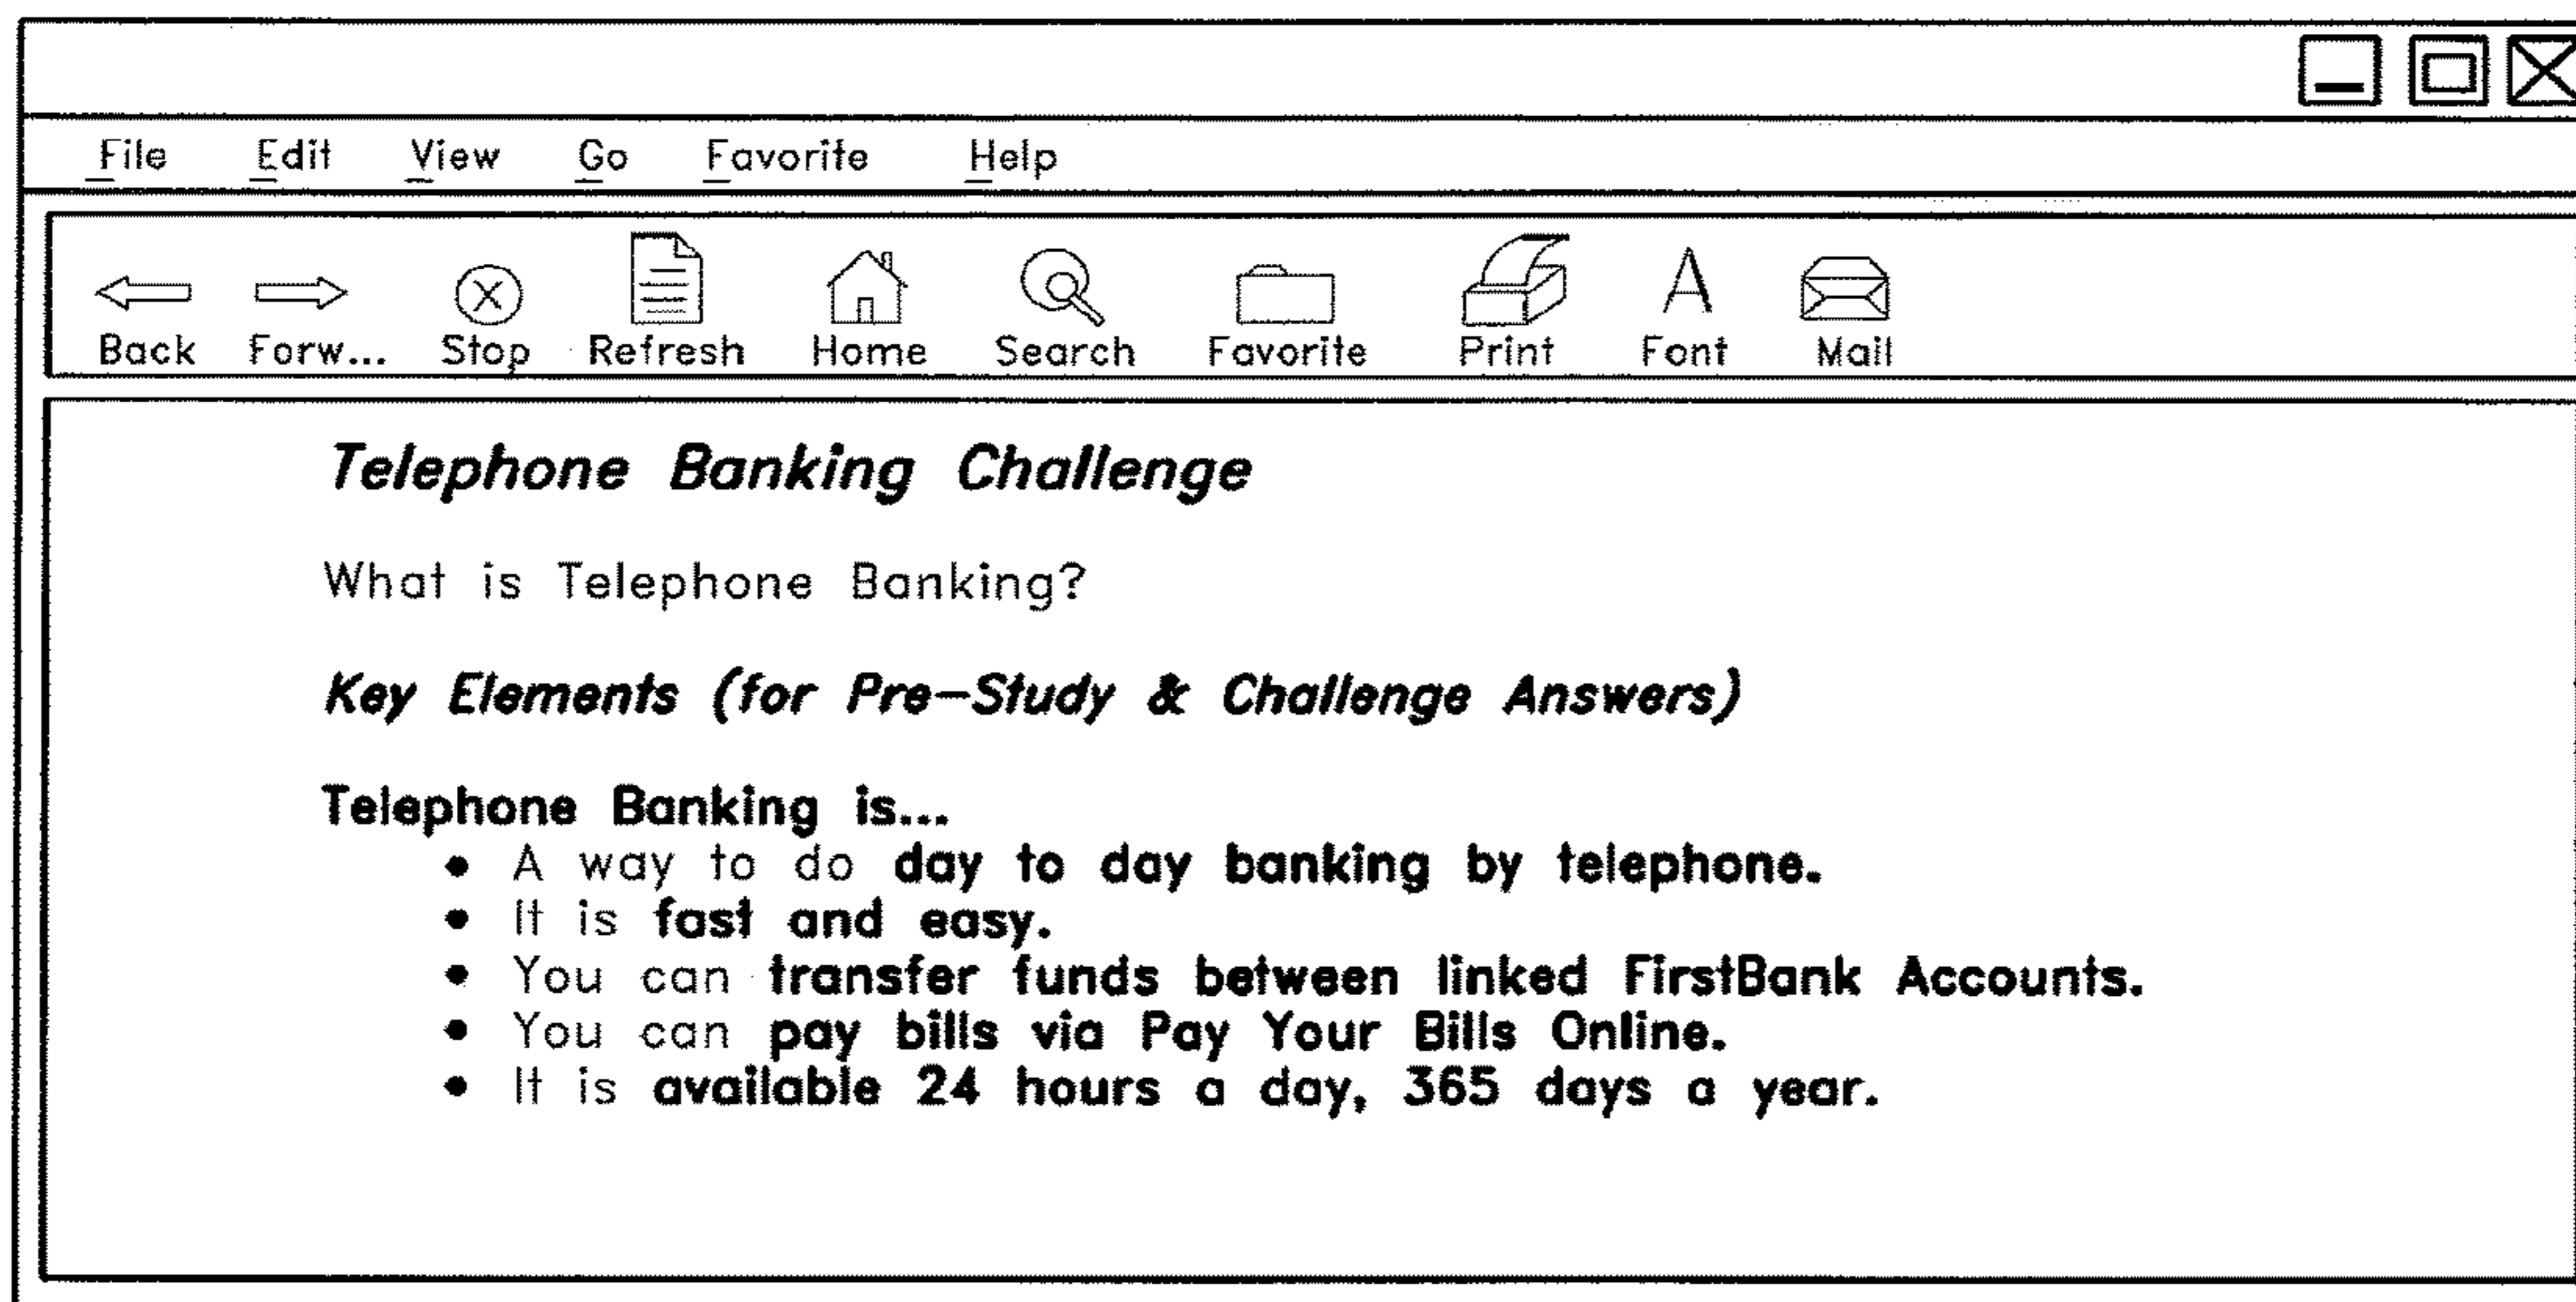 File Edit View Go Favorite Help
Back Forw... Stop Refresh Home Search Favorite Print Font Mail
Telephone Banking Challenge
What is Telephone Banking?
Key Elements (for Pre-Study & Challenge Answers)
Telephone Banking is...
• A way to do day to day banking by telephone.
• It is fast and easy.
• You can transfer funds between linked FirstBank Accounts.
• You can pay bills via Pay Your Bills Online.
• It is available 24 hours a day, 365 days a year.